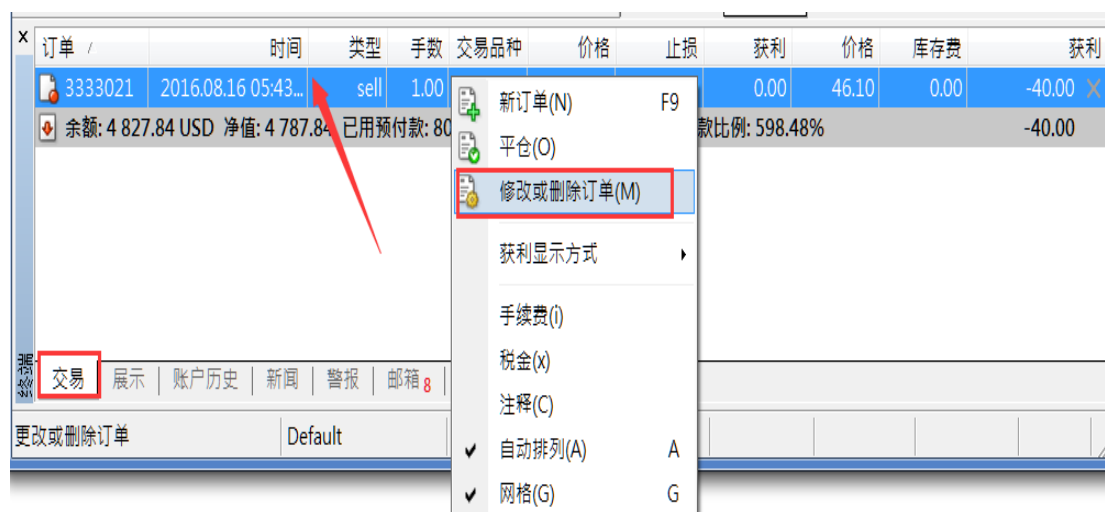 x 订单 / 时间 类型 手数 交易品种 价格 止损 获利 价格 库存费 获利
3333021 2016.08.16 05:43... sell 1.00 0.00 46.10 0.00 -40.00
余额: 4 827.84 USD 净值: 4 787.84 已用预付款: 80 款比例: 598.48% -40.00
新订单(N) F9
平仓(O)
修改或删除订单(M)
获利显示方式
手续费(i)
税金(x)
注释(C)
自动排列(A) A
网格(G) G
终端
交易 展示 账户历史 新闻 警报 邮箱 8
更改或删除订单 Default